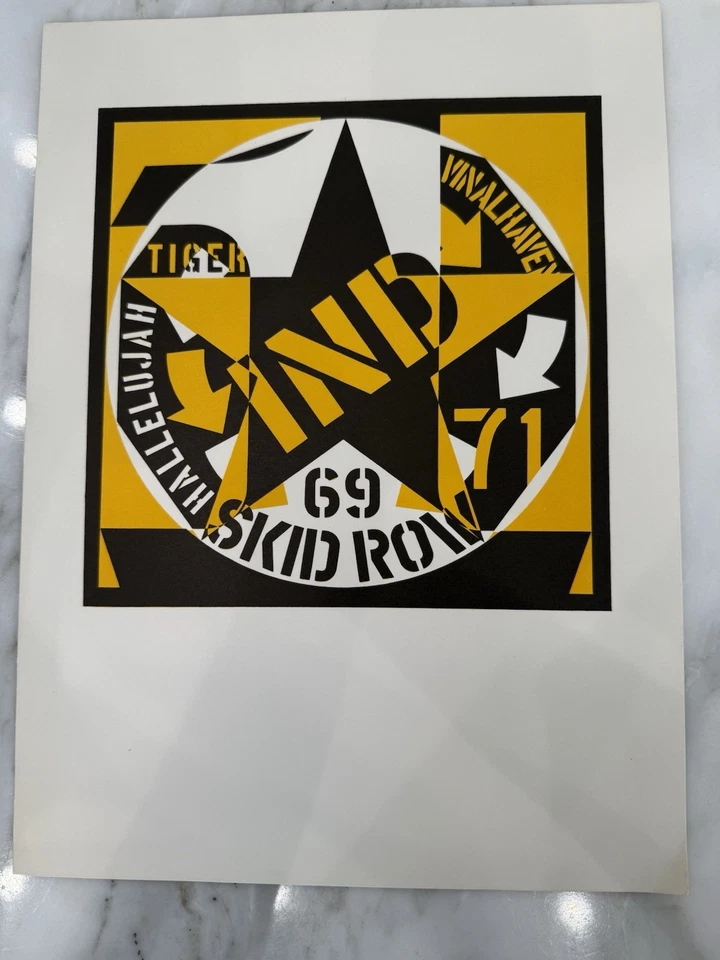 TIGER
VINALHAVEN
HALLELUJAH
IND
71
69
SKID ROW